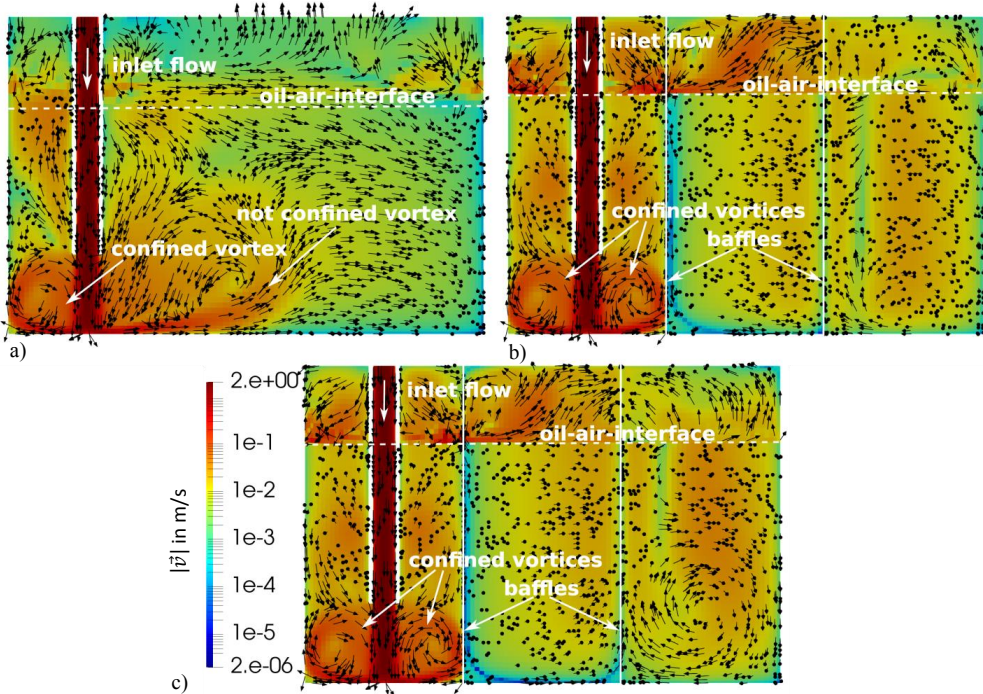 inlet flow
oil-air-interface
not confined vortex
confined vortex
a)
inlet flow
oil-air-interface
confined vortices
baffles
b)
2.e+00
1e-1
1e-2
1e-3
1e-4
1e-5
2.e-06
|v⃗| in m/s
inlet flow
oil-air-interface
confined vortices
baffles
c)